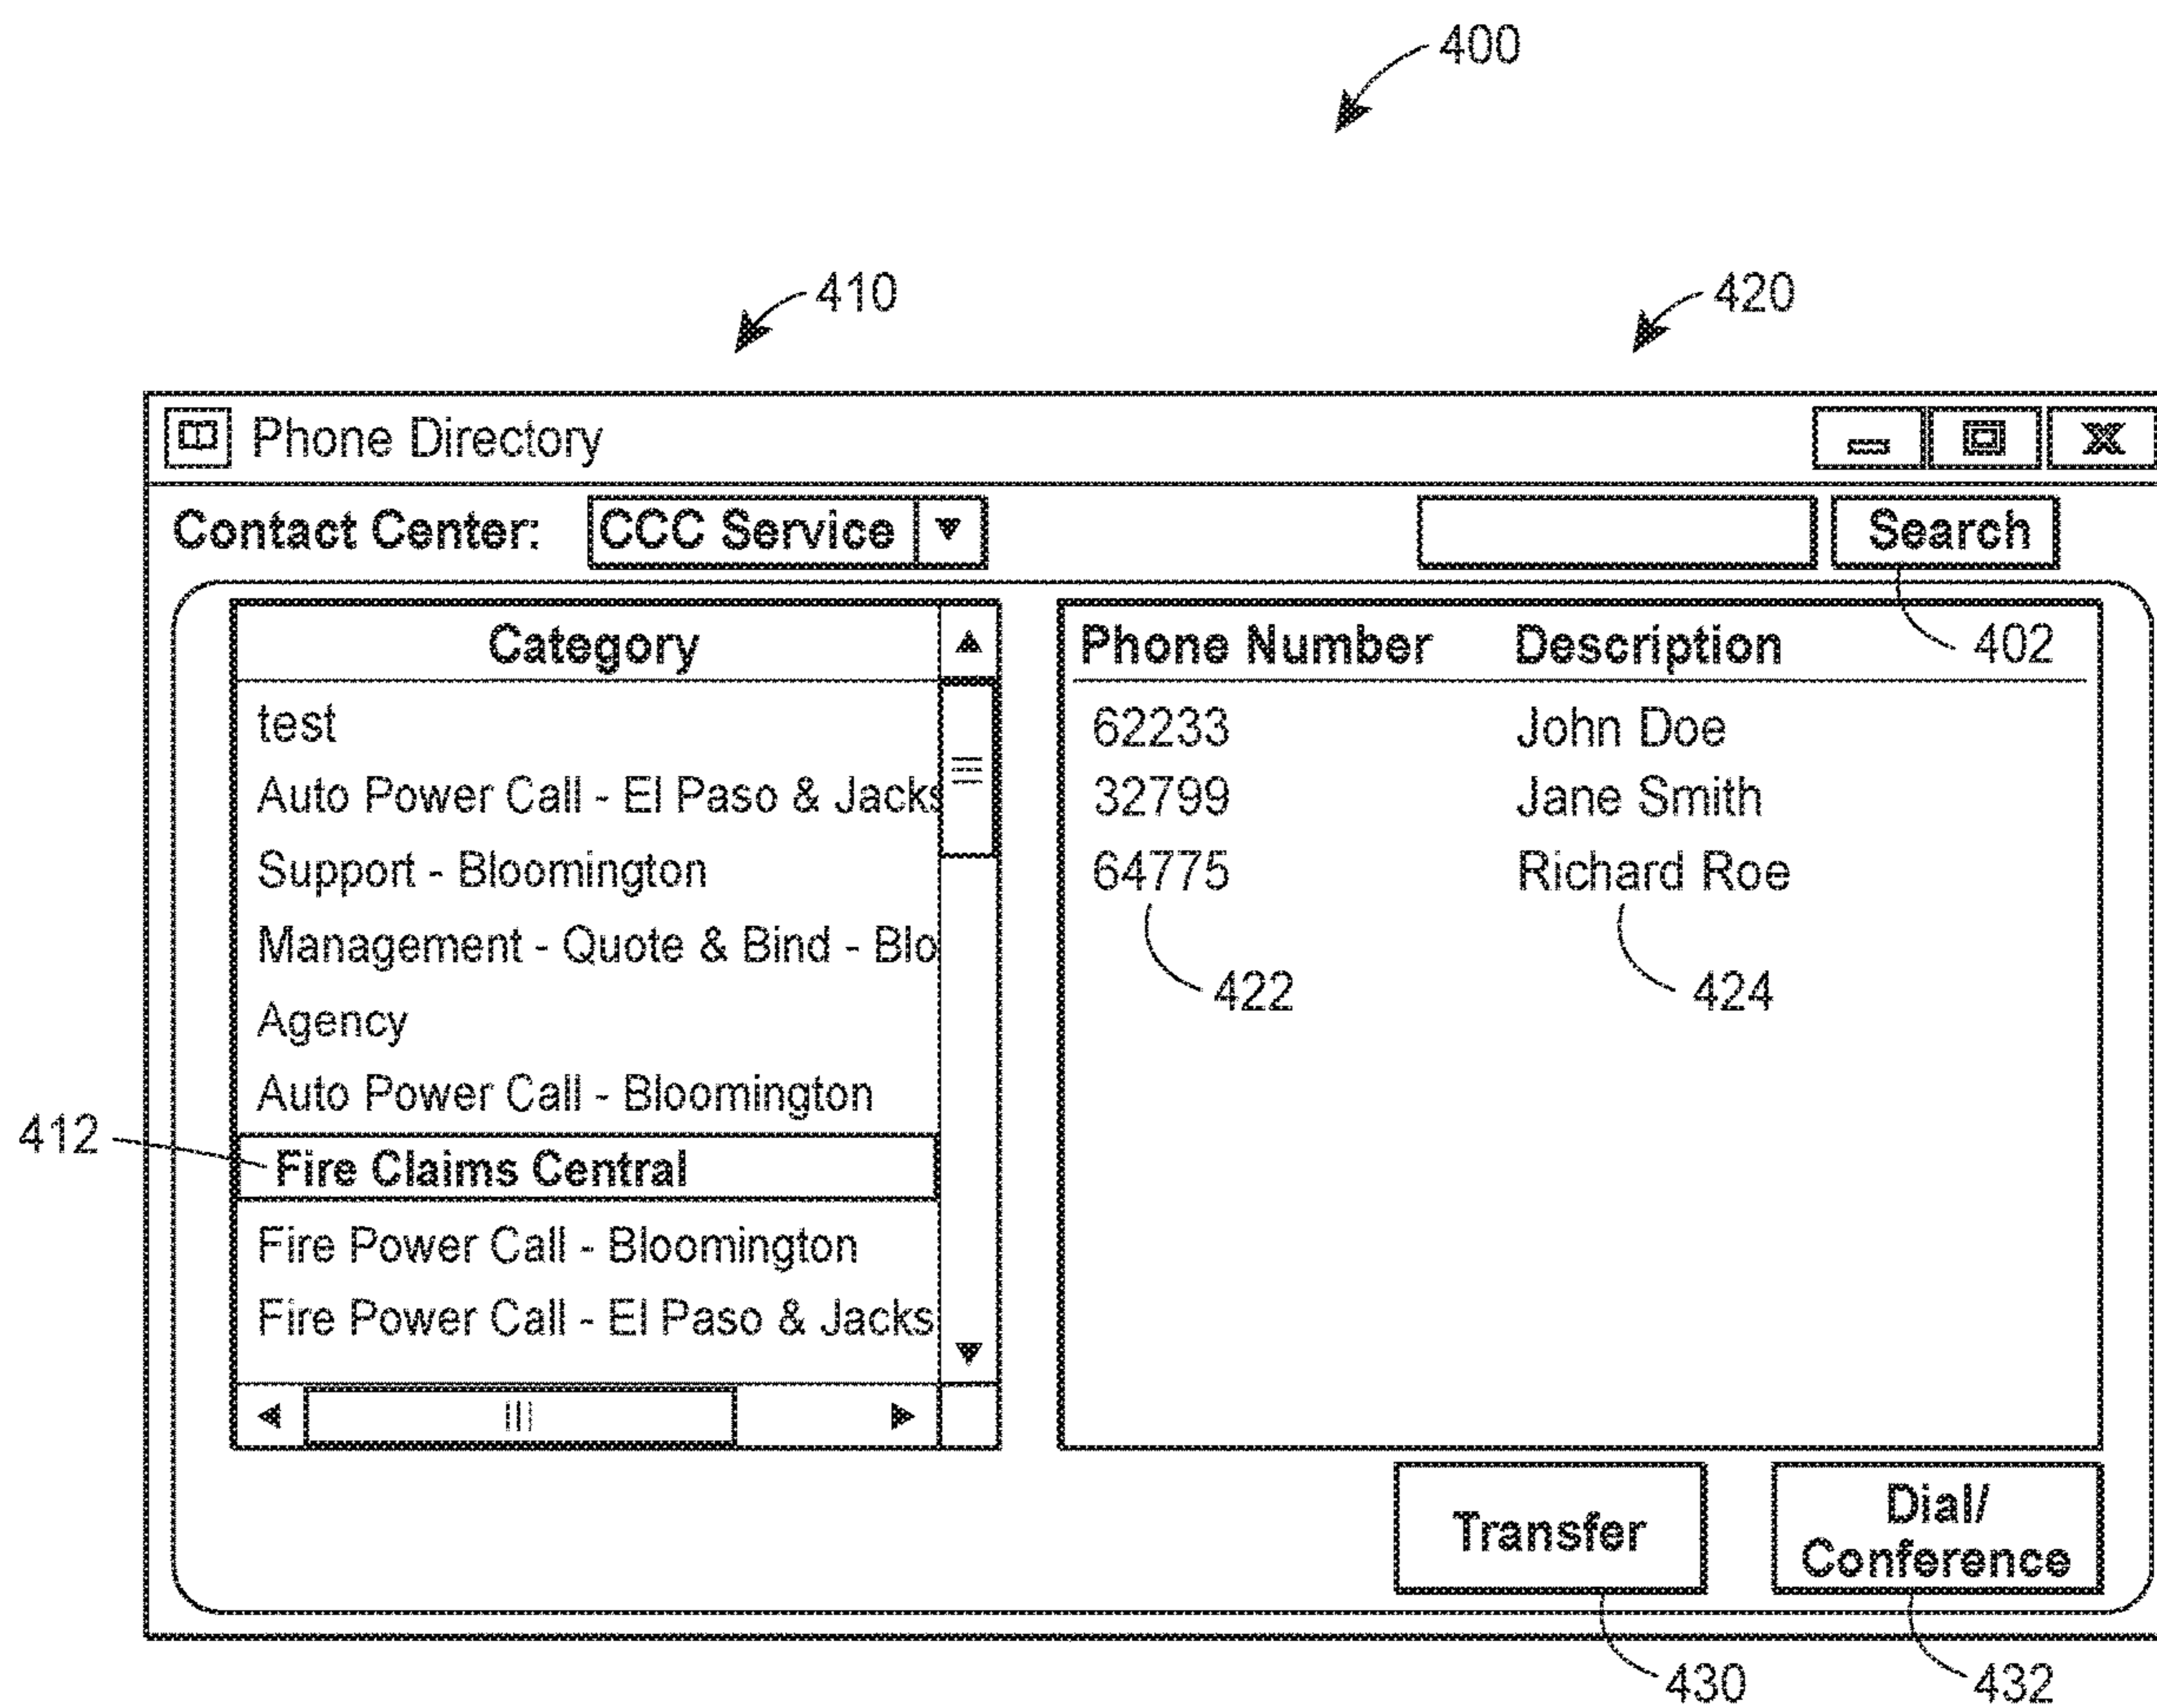 400
410
420
Phone Directory
Contact Center: CCC Service Search
402
Category
test
Auto Power Call - El Paso & Jacks
Support - Bloomington
Management - Quote & Bind - Blo
Agency
Auto Power Call - Bloomington
412
Fire Claims Central
Fire Power Call - Bloomington
Fire Power Call - El Paso & Jacks
Phone Number Description
62233 John Doe
32799 Jane Smith
64775 Richard Roe
422 424
Transfer
Dial/
Conference
430 432